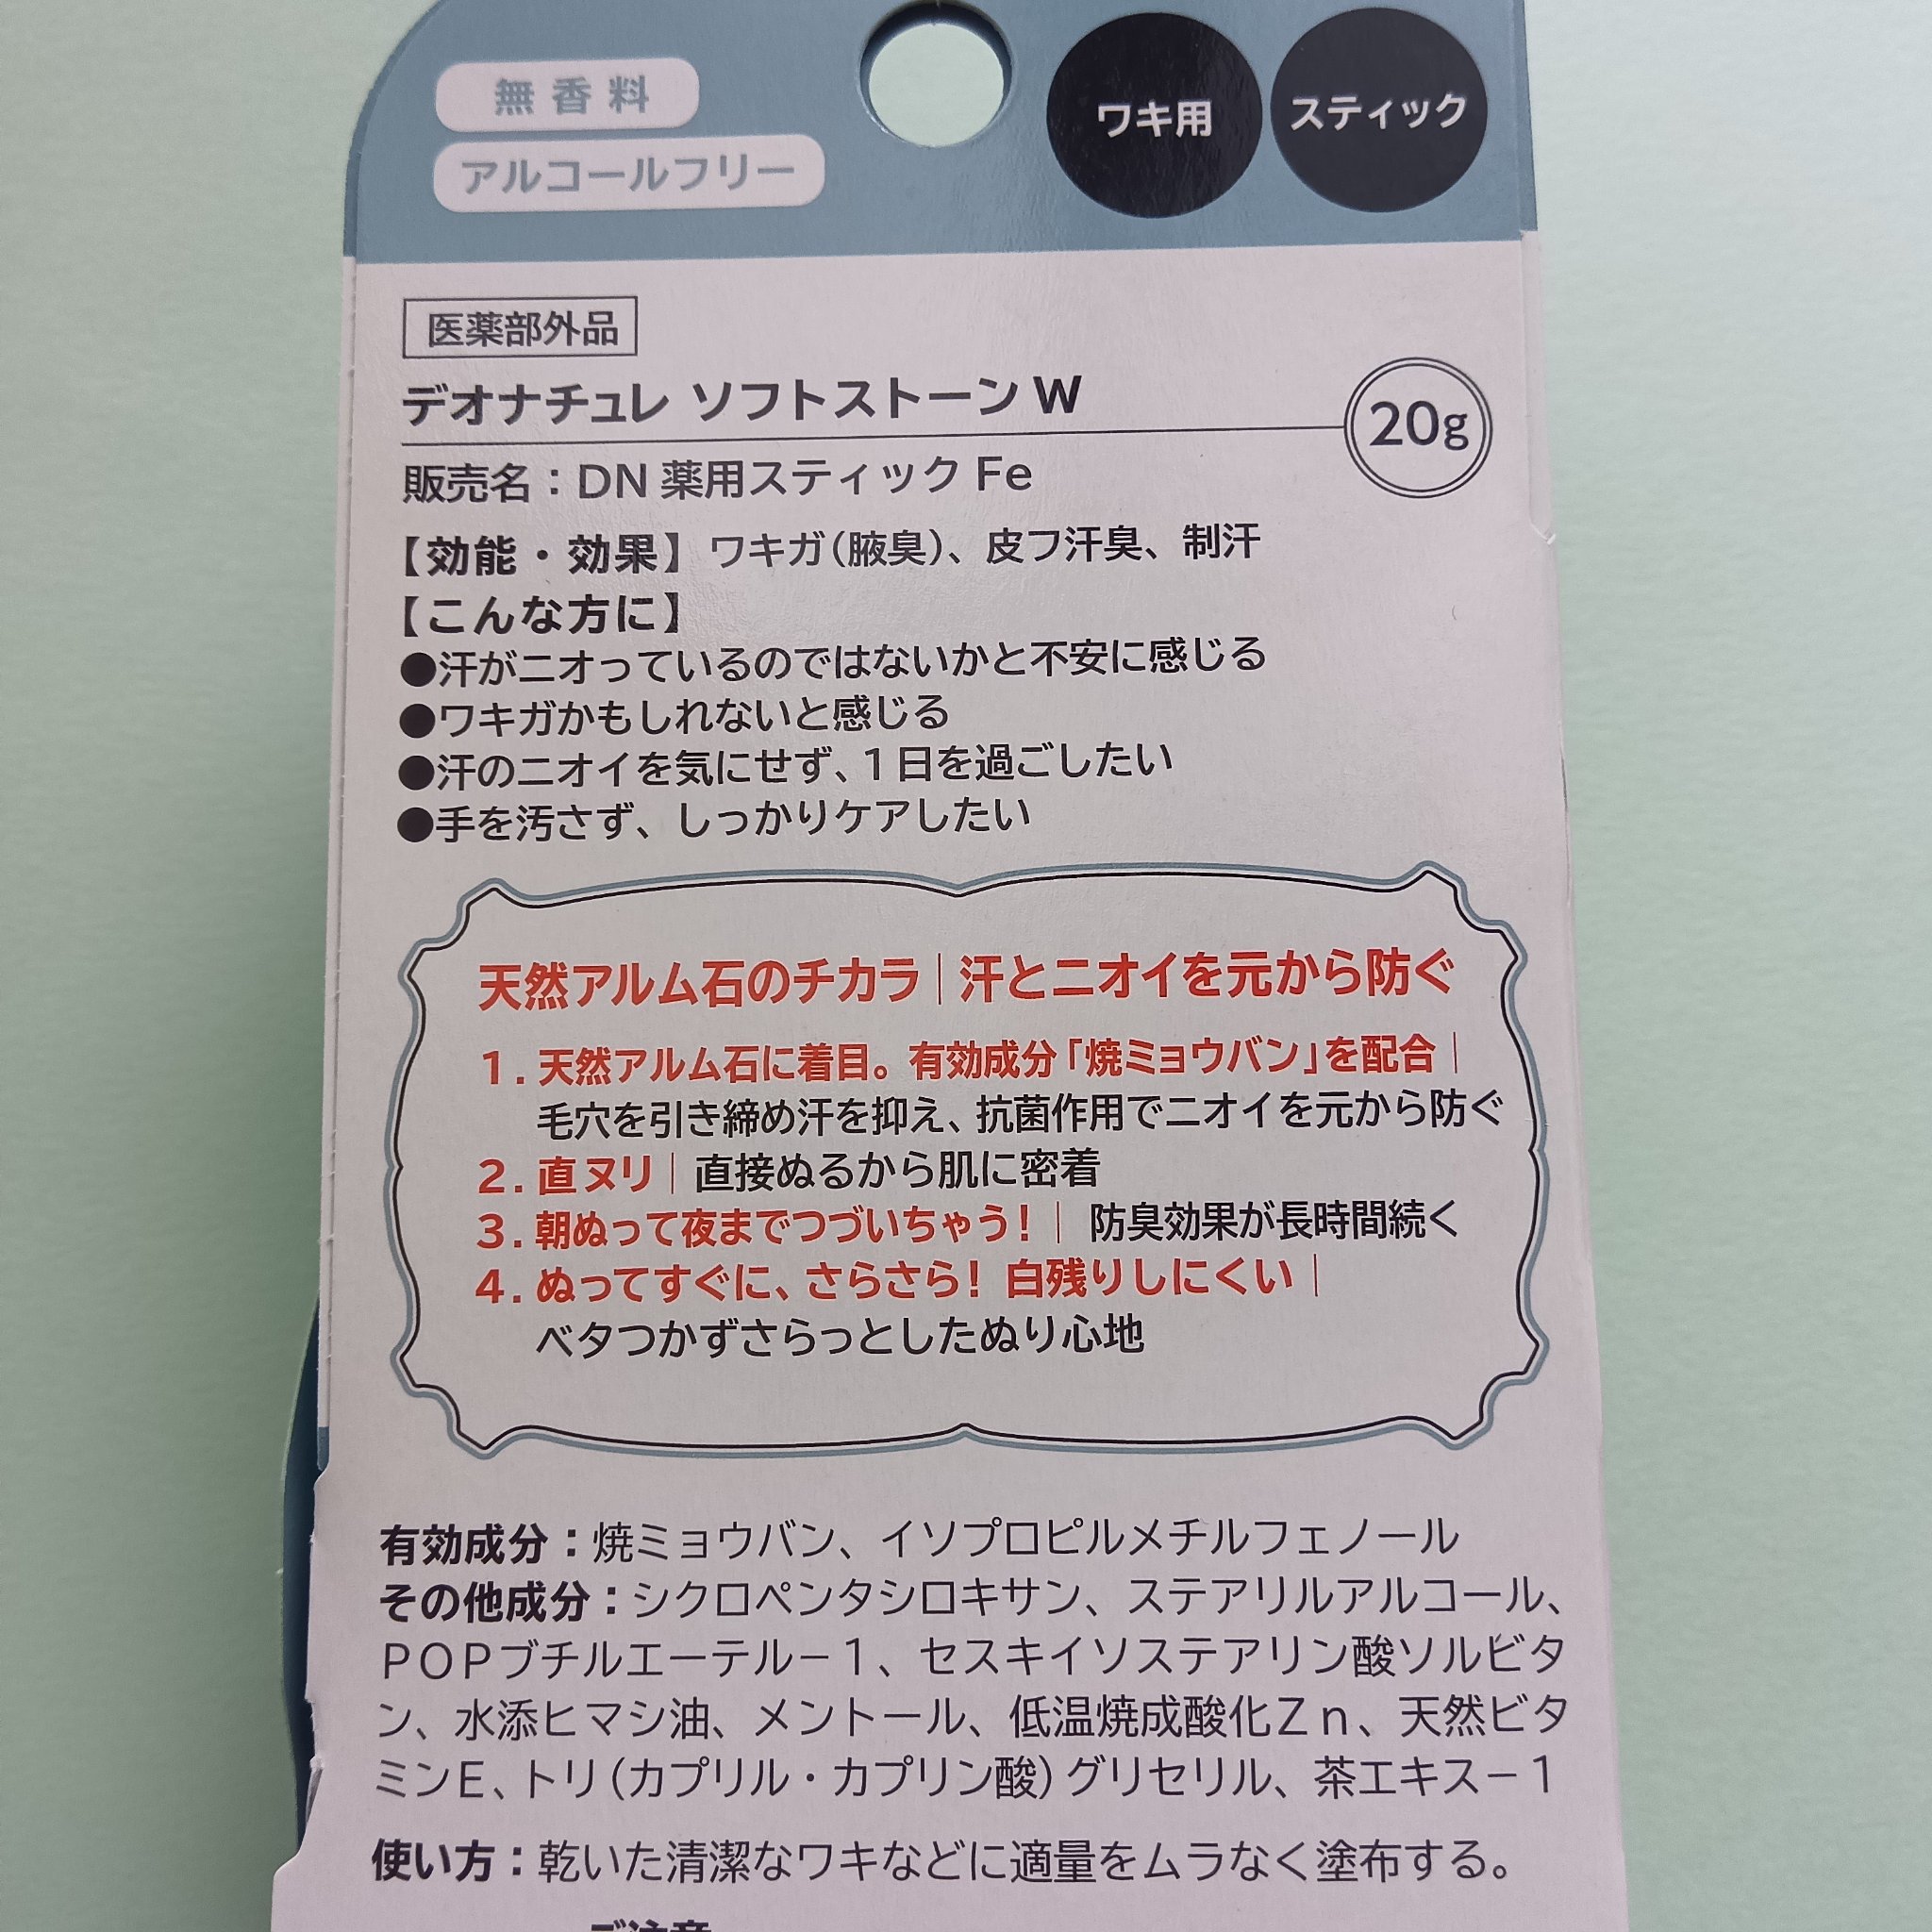 無香料
アルコールフリー
ワキ用
スティック
医薬部外品
デオナチュレ ソフトストーンW
20g
販売名：DN 薬用スティック Fe
【効能・効果】ワキガ(腋臭)、皮フ汗臭、制汗
【こんな方に】
●汗がニオっているのではないかと不安に感じる
●ワキガかもしれないと感じる
●汗のニオイを気にせず、1日を過ごしたい
●手を汚さず、しっかりケアしたい
天然アルム石のチカラ｜汗とニオイを元から防ぐ
1.天然アルム石に着目。有効成分「焼ミョウバン」を配合｜
毛穴を引き締め汗を抑え、抗菌作用でニオイを元から防ぐ
2.直ヌリ｜直接ぬるから肌に密着
3.朝ぬって夜までつづいちゃう！｜防臭効果が長時間続く
4.ぬってすぐに、さらさら！白残りしにくい｜
ベタつかずさらっとしたぬり心地
有効成分：焼ミョウバン、イソプロピルメチルフェノール
その他成分：シクロペンタシロキサン、ステアリルアルコール、
ＰＯＰブチルエーテル－１、セスキイソステアリン酸ソルビタ
ン、水添ヒマシ油、メントール、低温焼成酸化Ｚｎ、天然ビタ
ミンＥ、トリ(カプリル・カプリン酸)グリセリル、茶エキス－１
使い方：乾いた清潔なワキなどに適量をムラなく塗布する。
ご注意